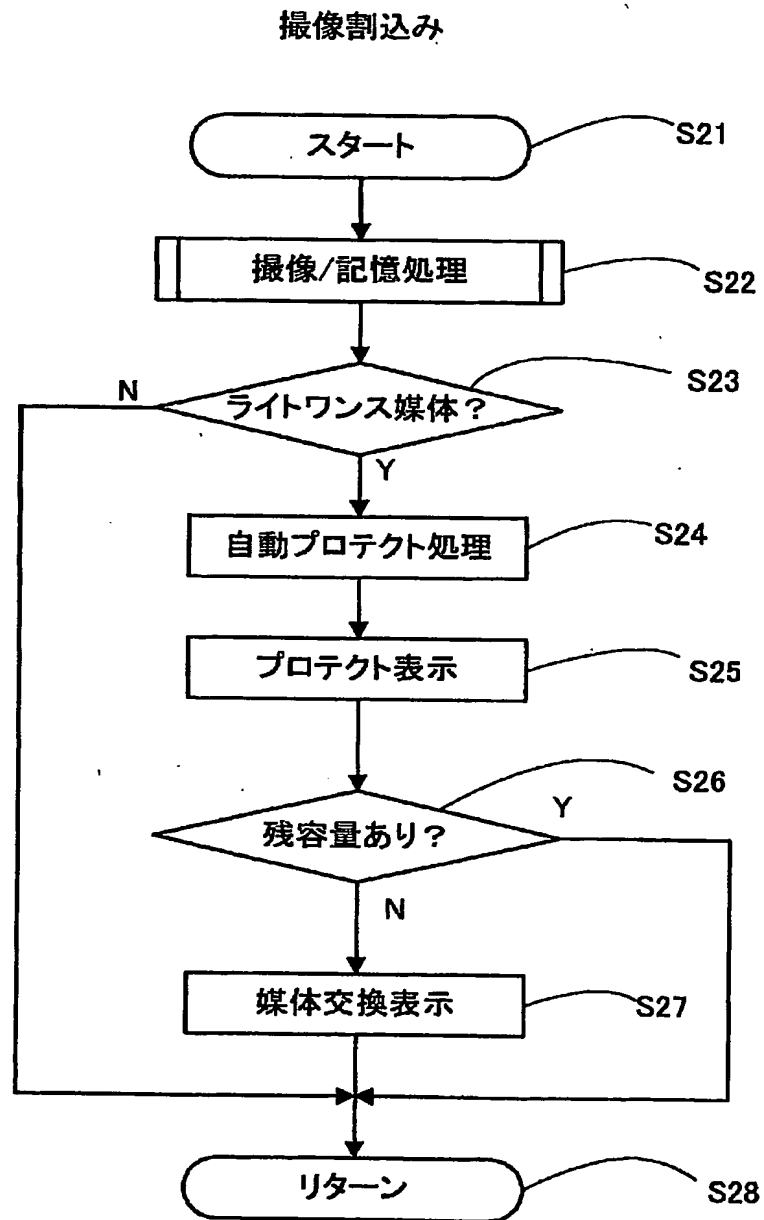 撮像割込み
スタート
S21
撮像/記憶処理
S22
N
ライトワンス媒体？
S23
Y
自動プロテクト処理
S24
プロテクト表示
S25
残容量あり？
S26
Y
N
媒体交換表示
S27
リターン
S28